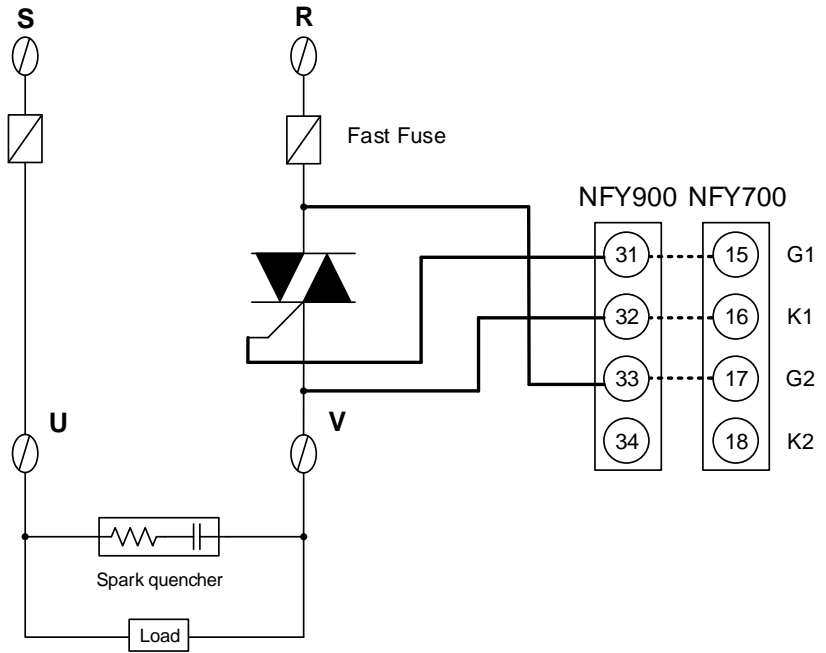 S
R
Fast Fuse
NFY900 NFY700
31
15
G1
32
16
K1
33
17
G2
34
18
K2
U
V
Spark quencher
Load